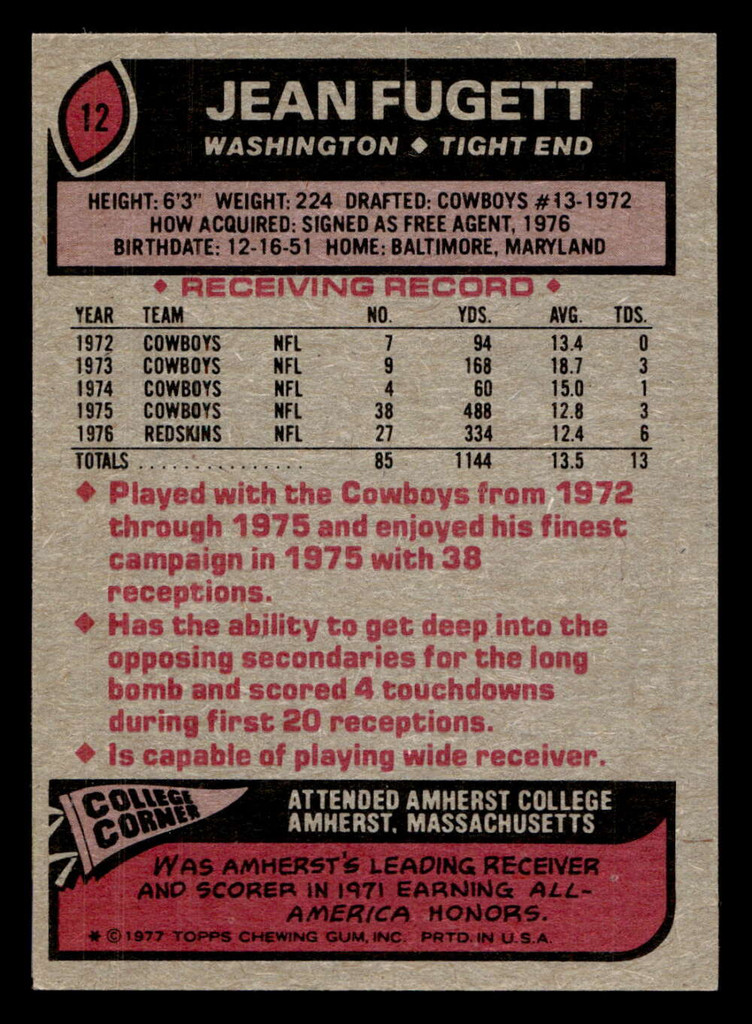 12
JEAN FUGETT
WASHINGTON ◆ TIGHT END
HEIGHT: 6'3" WEIGHT: 224 DRAFTED: COWBOYS #13-1972
HOW ACQUIRED: SIGNED AS FREE AGENT, 1976
BIRTHDATE: 12-16-51 HOME: BALTIMORE, MARYLAND
◆ RECEIVING RECORD ◆
YEAR TEAM NO. YDS. AVG. TDS.
1972 COWBOYS NFL 7 94 13.4 0
1973 COWBOYS NFL 9 168 18.7 3
1974 COWBOYS NFL 4 60 15.0 1
1975 COWBOYS NFL 38 488 12.8 3
1976 REDSKINS NFL 27 334 12.4 6
TOTALS . . . . . . . . . . . . . . . 85 1144 13.5 13
◆ Played with the Cowboys from 1972
through 1975 and enjoyed his finest
campaign in 1975 with 38
receptions.
◆ Has the ability to get deep into the
opposing secondaries for the long
bomb and scored 4 touchdowns
during first 20 receptions.
◆ Is capable of playing wide receiver.
COLLEGE
CORNER
ATTENDED AMHERST COLLEGE
AMHERST, MASSACHUSETTS
WAS AMHERST'S LEADING RECEIVER
AND SCORER IN 1971 EARNING ALL-
AMERICA HONORS.
* © 1977 TOPPS CHEWING GUM, INC. PRTD. IN U.S.A.